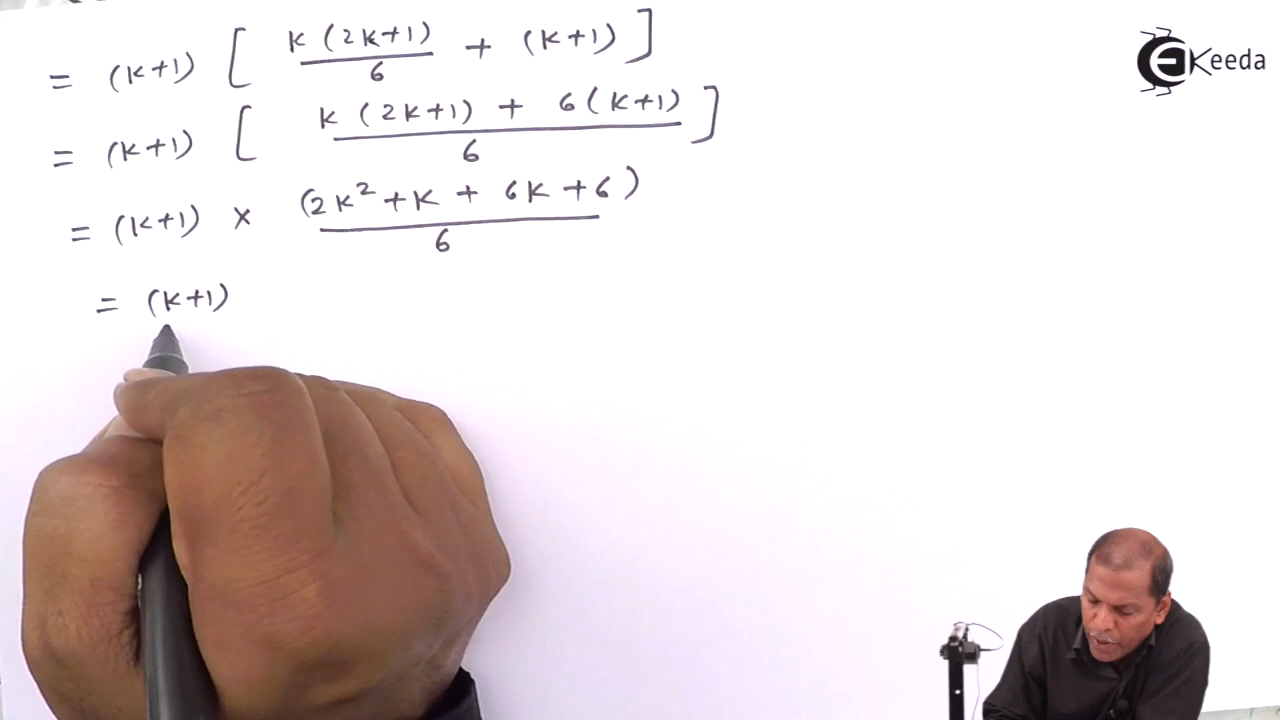 = (k+1) [ k(2k+1)/6 + (k+1) ]
= (k+1) [ k(2k+1) + 6(k+1) / 6 ]
= (k+1) × (2k²+k + 6k+6)/6
= (k+1)
EKeeda